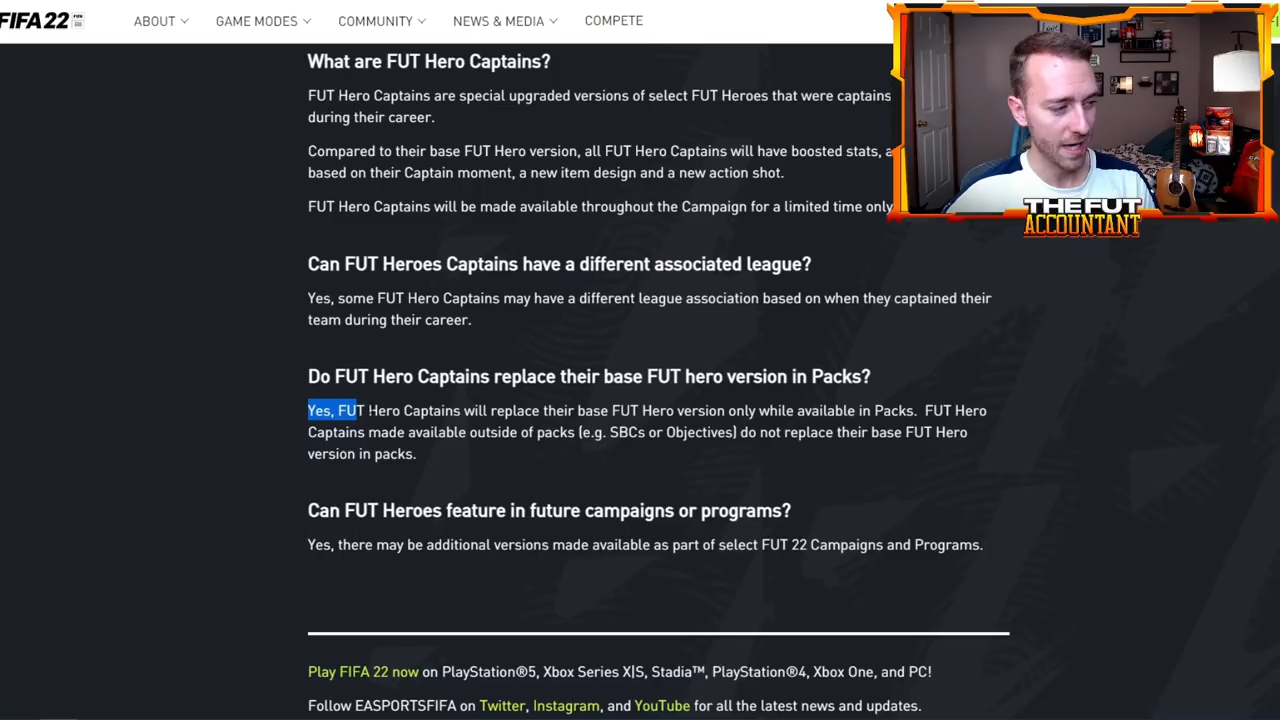 FIFA 22 ABOUT GAME MODES COMMUNITY NEWS & MEDIA COMPETE
What are FUT Hero Captains?
FUT Hero Captains are special upgraded versions of select FUT Heroes that were captains
during their career.
Compared to their base FUT Hero version, all FUT Hero Captains will have boosted stats,
based on their Captain moment, a new item design and a new action shot.
FUT Hero Captains will be made available throughout the Campaign for a limited time only
THE FUT
ACCOUNTANT
Can FUT Heroes Captains have a different associated league?
Yes, some FUT Hero Captains may have a different league association based on when they captained their
team during their career.
Do FUT Hero Captains replace their base FUT hero version in Packs?
Yes, FUT Hero Captains will replace their base FUT Hero version only while available in Packs. FUT Hero
Captains made available outside of packs (e.g. SBCs or Objectives) do not replace their base FUT Hero
version in packs.
Can FUT Heroes feature in future campaigns or programs?
Yes, there may be additional versions made available as part of select FUT 22 Campaigns and Programs.
Play FIFA 22 now on PlayStation®5, Xbox Series X|S, Stadia™, PlayStation®4, Xbox One, and PC!
Follow EASPORTSFIFA on Twitter, Instagram, and YouTube for all the latest news and updates.